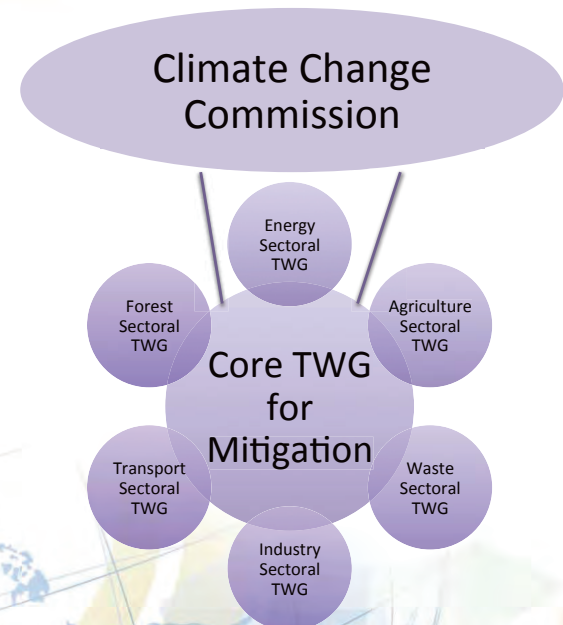 Climate Change
Commission
Energy
Sectoral
TWG
Forest
Sectoral
TWG
Agriculture
Sectoral
TWG
Core TWG
for
Mitigation
Transport
Sectoral
TWG
Waste
Sectoral
TWG
Industry
Sectoral
TWG